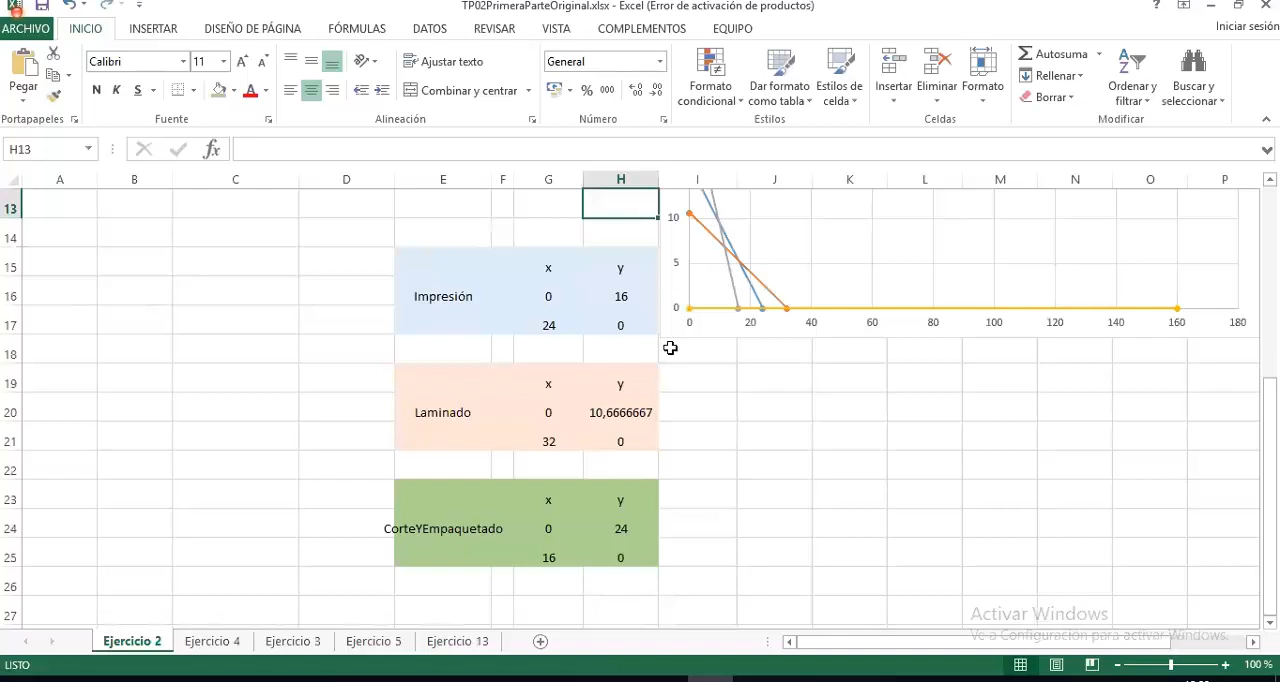 TP02PrimeraParteOriginal.xlsx - Excel (Error de activación de productos)
ARCHIVO INICIO INSERTAR DISEÑO DE PÁGINA FÓRMULAS DATOS REVISAR VISTA COMPLEMENTOS EQUIPO Iniciar sesión
Pegar
Calibri 11
N K S
Ajustar texto
Combinar y centrar
General
% 000
Formato condicional
Dar formato como tabla
Estilos de celda
Insertar Eliminar Formato
Autosuma
Rellenar
Borrar
Ordenar y filtrar
Buscar y seleccionar
Portapapeles Fuente Alineación Número Estilos Celdas Modificar
H13 fx
A B C D E F G H I J K L M N O P
13
14
15 x y
16 Impresión 0 16
17 24 0
18
19 x y
20 Laminado 0 10,6666667
21 32 0
22
23 x y
24 CorteYEmpaquetado 0 24
25 16 0
26
27
10
5
0
0 20 40 60 80 100 120 140 160 180
Activar Windows
Ve a Configuración para activar Windows.
Ejercicio 2 Ejercicio 4 Ejercicio 3 Ejercicio 5 Ejercicio 13
LISTO 100 %